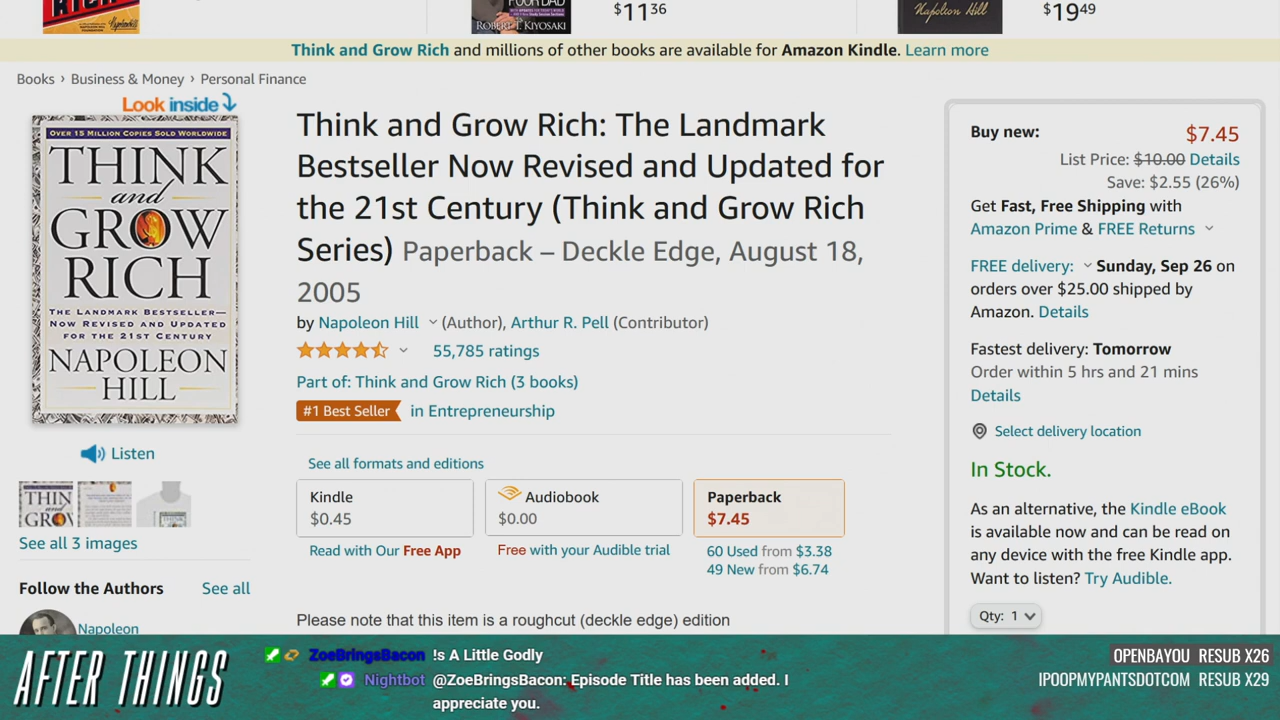 RICH
POOR DAD
ROBERT T. KIYOSAKI
$11 36
Napoleon Hill
$19 49
Think and Grow Rich and millions of other books are available for Amazon Kindle. Learn more
Books › Business & Money › Personal Finance
Look inside
OVER 15 MILLION COPIES SOLD WORLDWIDE
THINK
and
GROW
RICH
THE LANDMARK BESTSELLER—
NOW REVISED AND UPDATED
FOR THE 21ST CENTURY
NAPOLEON
HILL
Listen
See all 3 images
Follow the Authors See all
Napoleon
Think and Grow Rich: The Landmark
Bestseller Now Revised and Updated for
the 21st Century (Think and Grow Rich
Series) Paperback – Deckle Edge, August 18,
2005
by Napoleon Hill (Author), Arthur R. Pell (Contributor)
55,785 ratings
Part of: Think and Grow Rich (3 books)
#1 Best Seller in Entrepreneurship
See all formats and editions
Kindle
$0.45
Read with Our Free App
Audiobook
$0.00
Free with your Audible trial
Paperback
$7.45
60 Used from $3.38
49 New from $6.74
Please note that this item is a roughcut (deckle edge) edition
Buy new: $7.45
List Price: $10.00 Details
Save: $2.55 (26%)
Get Fast, Free Shipping with
Amazon Prime & FREE Returns
FREE delivery: Sunday, Sep 26 on
orders over $25.00 shipped by
Amazon. Details
Fastest delivery: Tomorrow
Order within 5 hrs and 21 mins
Details
Select delivery location
In Stock.
As an alternative, the Kindle eBook
is available now and can be read on
any device with the free Kindle app.
Want to listen? Try Audible.
Qty: 1
AFTER THINGS
ZoeBringsBacon !s A Little Godly
Nightbot @ZoeBringsBacon: Episode Title has been added. I
appreciate you.
OPENBAYOU RESUB X26
IPOOPMYPANTSDOTCOM RESUB X29